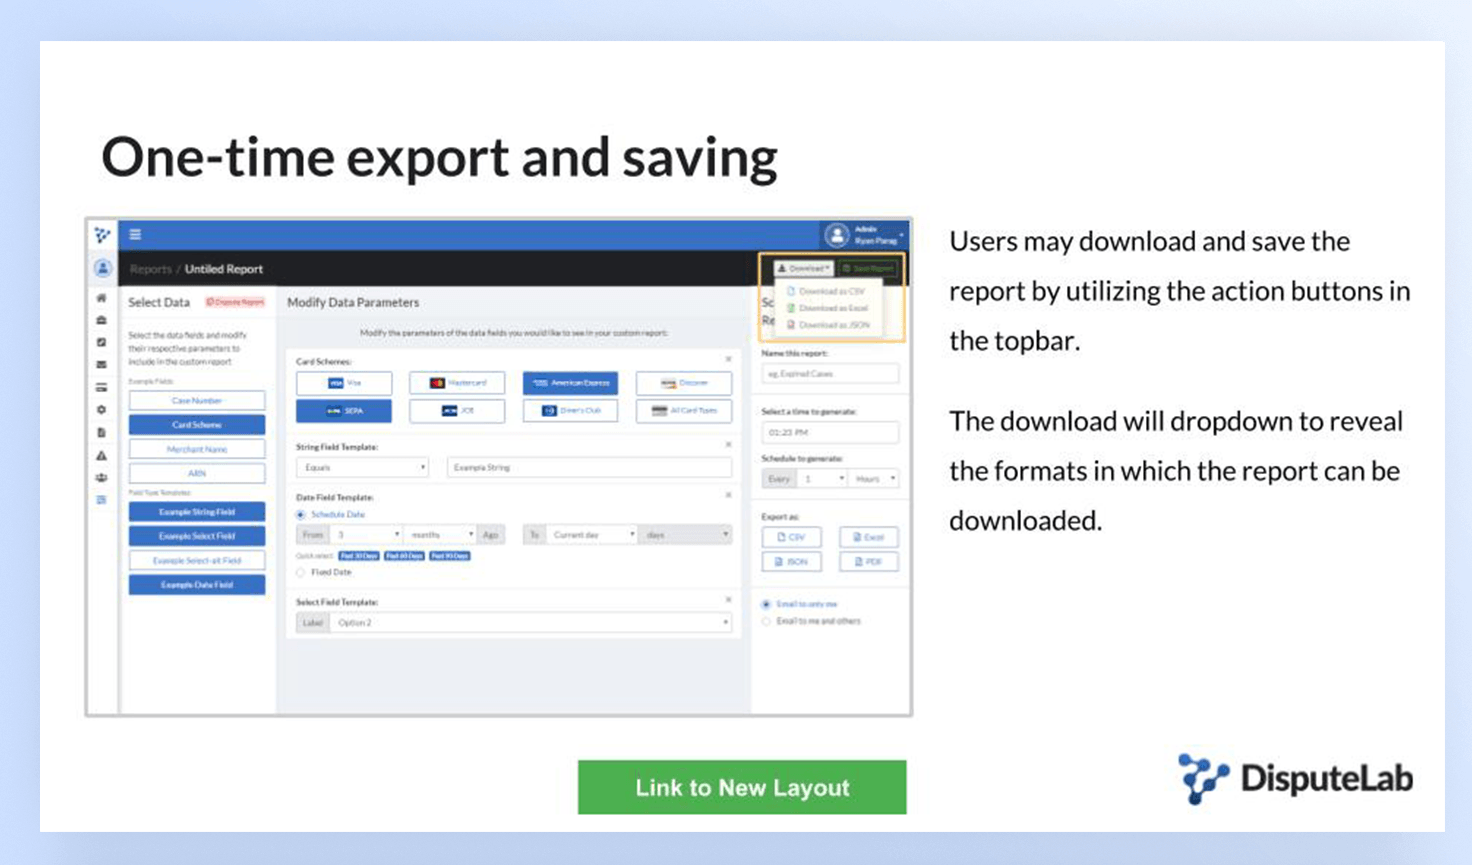 One-time export and saving
Admin
Ryan Parag
Reports / Untiled Report
Download
Save Report
Download as CSV
Download as Excel
Download as JSON
Select Data
Dispute Report
Select the data fields and modify
their respective parameters to
include in the custom report
Example Fields:
Case Number
Card Scheme
Merchant Name
ARN
Field Type Templates:
Example String Field
Example Select Field
Example Select-alt Field
Example Date Field
Modify Data Parameters
Modify the parameters of the data fields you would like to see in your custom report:
Card Schemes:
Visa
Mastercard
American Express
Discover
SEPA
JCB
Diner's Club
All Card Types
String Field Template:
Equals
Example String
Date Field Template:
Schedule Date
From 3 months Ago
To Current day days
Quick select: Past 30 Days Past 60 Days Past 90 Days
Fixed Date
Select Field Template:
Label Option 2
Sc
Re
Name this report:
eg. Expired Cases
Select a time to generate:
01:23 PM
Schedule to generate:
Every 1 Hours
Export as:
CSV
Excel
JSON
PDF
Email to only me
Email to me and others
Users may download and save the
report by utilizing the action buttons in
the topbar.
The download will dropdown to reveal
the formats in which the report can be
downloaded.
Link to New Layout
DisputeLab